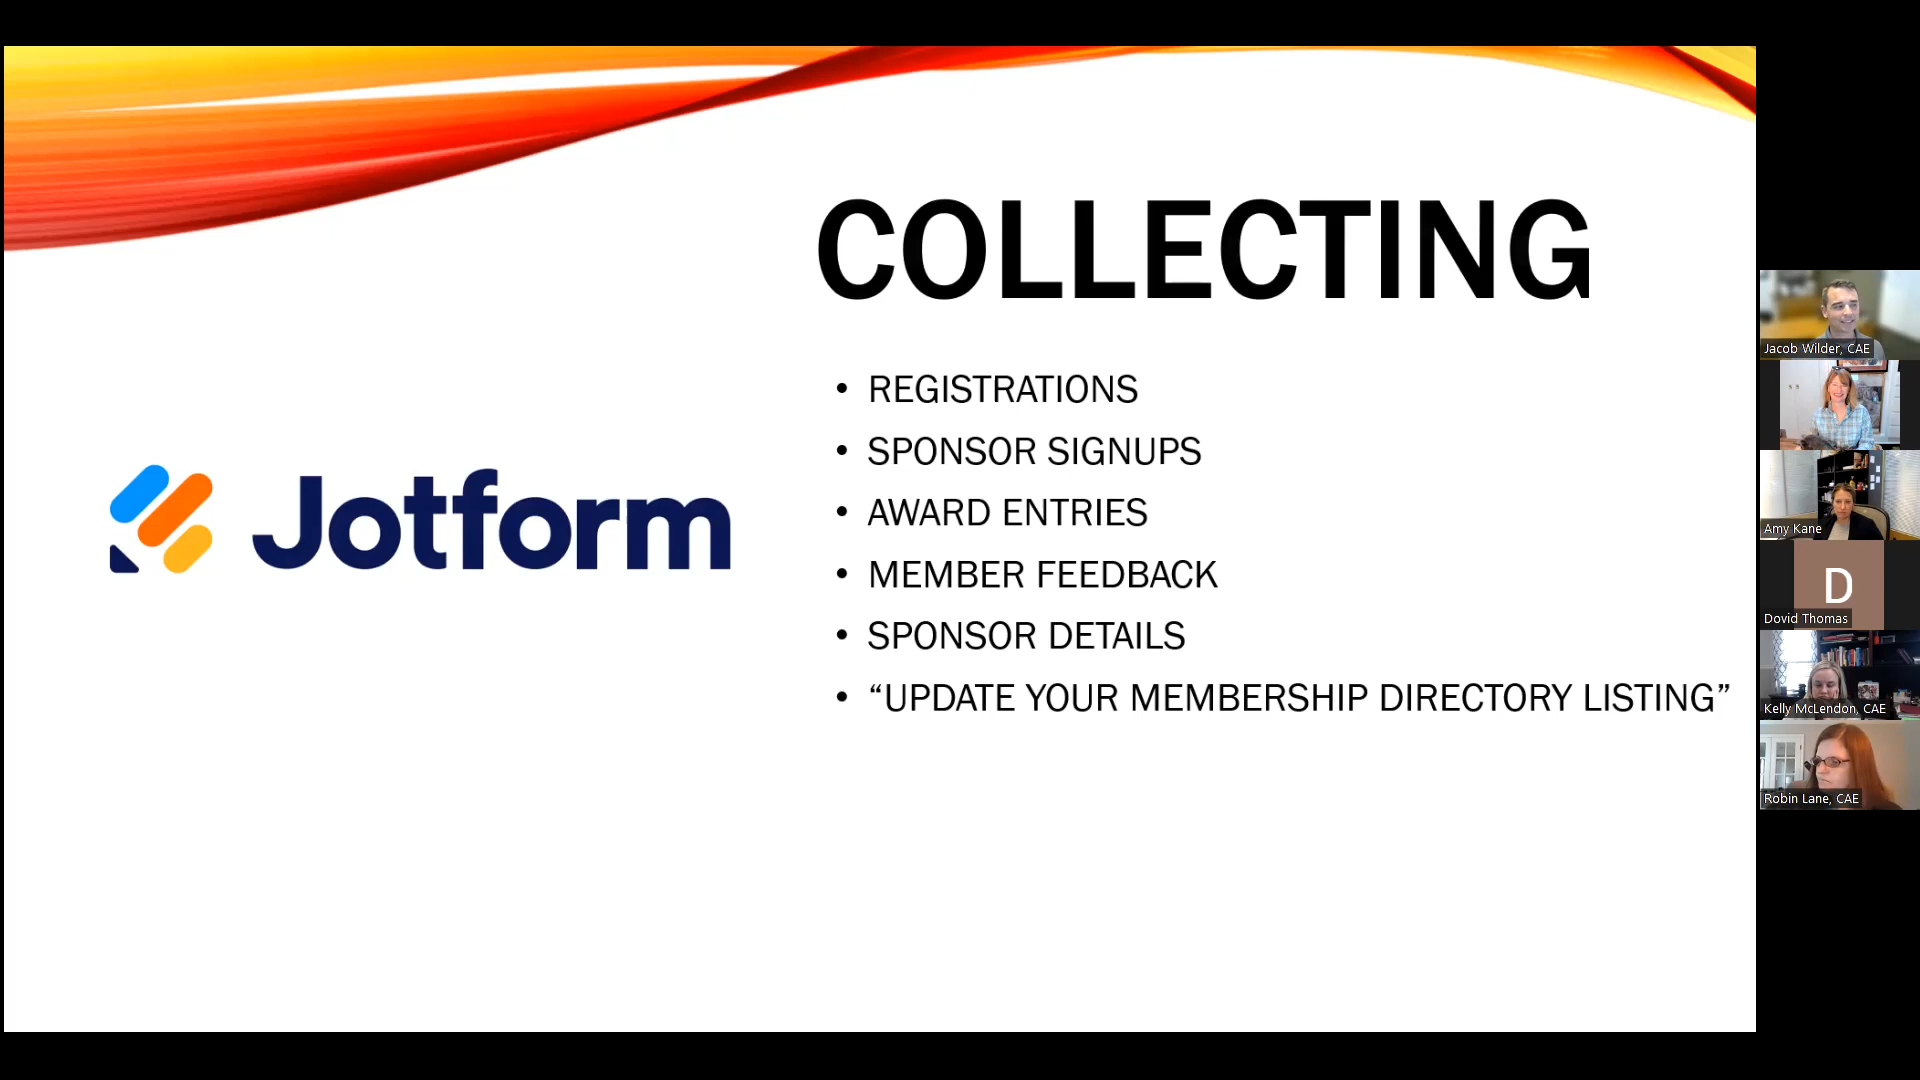 COLLECTING
Jotform
• REGISTRATIONS
• SPONSOR SIGNUPS
• AWARD ENTRIES
• MEMBER FEEDBACK
• SPONSOR DETAILS
• “UPDATE YOUR MEMBERSHIP DIRECTORY LISTING”
Jacob Wilder, CAE
Amy Kane
D
Dovid Thomas
Kelly McLendon, CAE
Robin Lane, CAE